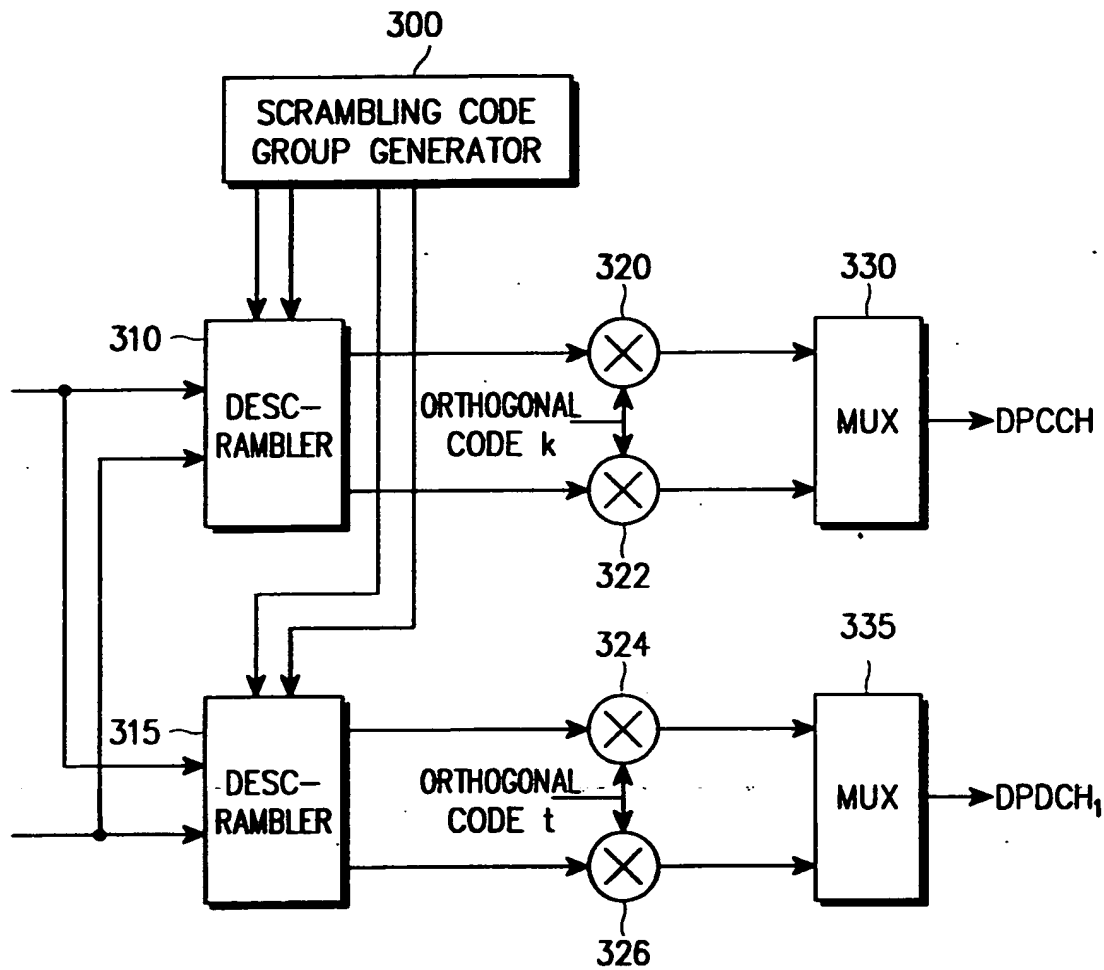 300
SCRAMBLING CODE
GROUP GENERATOR
320
330
310
DESC-
RAMBLER
ORTHOGONAL
CODE k
MUX
DPCCH
322
324
335
315
DESC-
RAMBLER
ORTHOGONAL
CODE t
MUX
DPDCH₁
326